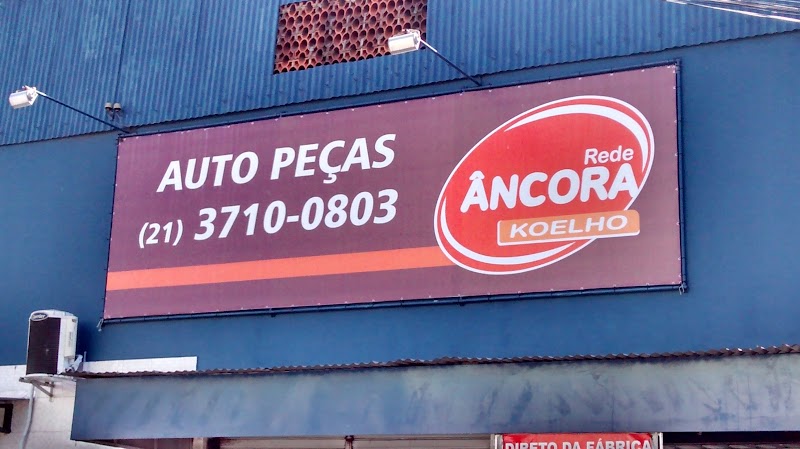 AUTO PEÇAS
(21) 3710-0803
Rede
ÂNCORA
KOELHO
DIRETO DA FÁBRICA